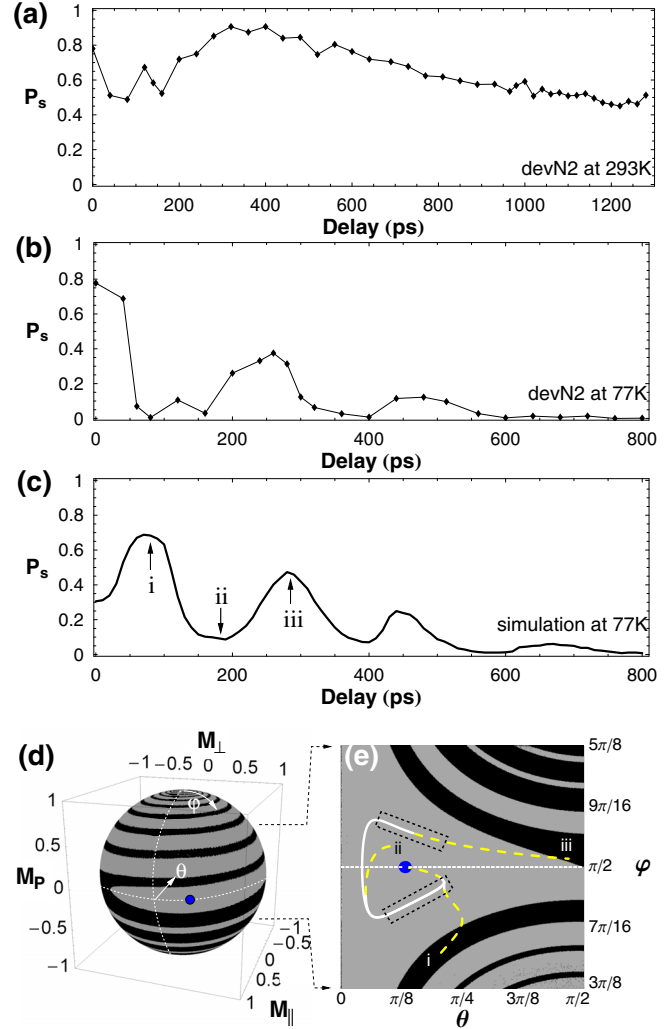 (a)
1
0.8
0.6
0.4
0.2
0
P_s
devN2 at 293K
0 200 400 600 800 1000 1200
Delay (ps)
(b)
1
0.8
0.6
0.4
0.2
0
P_s
devN2 at 77K
0 200 400 600 800
Delay (ps)
(c)
1
0.8
0.6
0.4
0.2
0
P_s
i
ii
iii
simulation at 77K
0 200 400 600 800
Delay (ps)
(d)
M_⊥
−1 −0.5 0 0.5 1
φ
θ
M_P
1
0.5
0
−0.5
−1
−1
−0.5
0
0.5
1
M_∥
(e)
5π/8
9π/16
π/2
7π/16
3π/8
φ
iii
ii
i
0 π/8 π/4 3π/8 π/2
θ